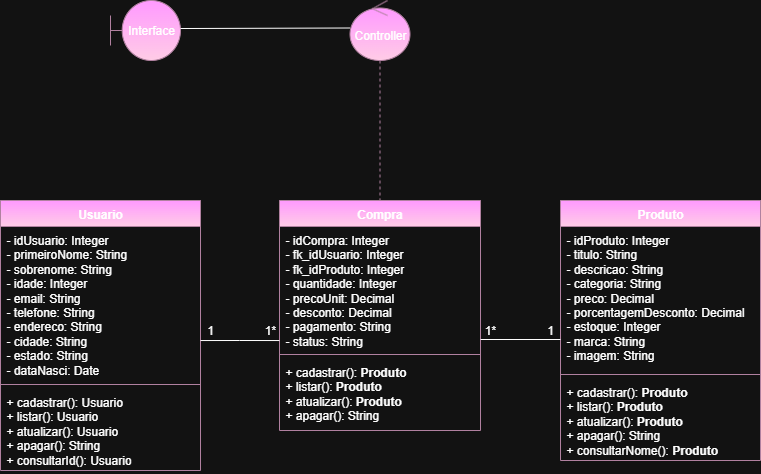 Interface
Controller
Usuario
- idUsuario: Integer
- primeiroNome: String
- sobrenome: String
- idade: Integer
- email: String
- telefone: String
- endereco: String
- cidade: String
- estado: String
- dataNasci: Date
+ cadastrar(): Usuario
+ listar(): Usuario
+ atualizar(): Usuario
+ apagar(): String
+ consultarId(): Usuario
1
1*
Compra
- idCompra: Integer
- fk_idUsuario: Integer
- fk_idProduto: Integer
- quantidade: Integer
- precoUnit: Decimal
- desconto: Decimal
- pagamento: String
- status: String
+ cadastrar(): Produto
+ listar(): Produto
+ atualizar(): Produto
+ apagar(): String
1*
1
Produto
- idProduto: Integer
- titulo: String
- descricao: String
- categoria: String
- preco: Decimal
- porcentagemDesconto: Decimal
- estoque: Integer
- marca: String
- imagem: String
+ cadastrar(): Produto
+ listar(): Produto
+ atualizar(): Produto
+ apagar(): String
+ consultarNome(): Produto